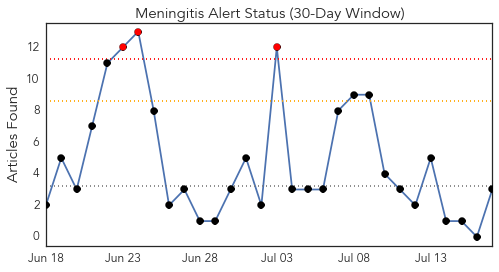 Meningitis Alert Status (30-Day Window)
Articles Found
12
10
8
6
4
2
0
Jun 18 Jun 23 Jun 28 Jul 03 Jul 08 Jul 13